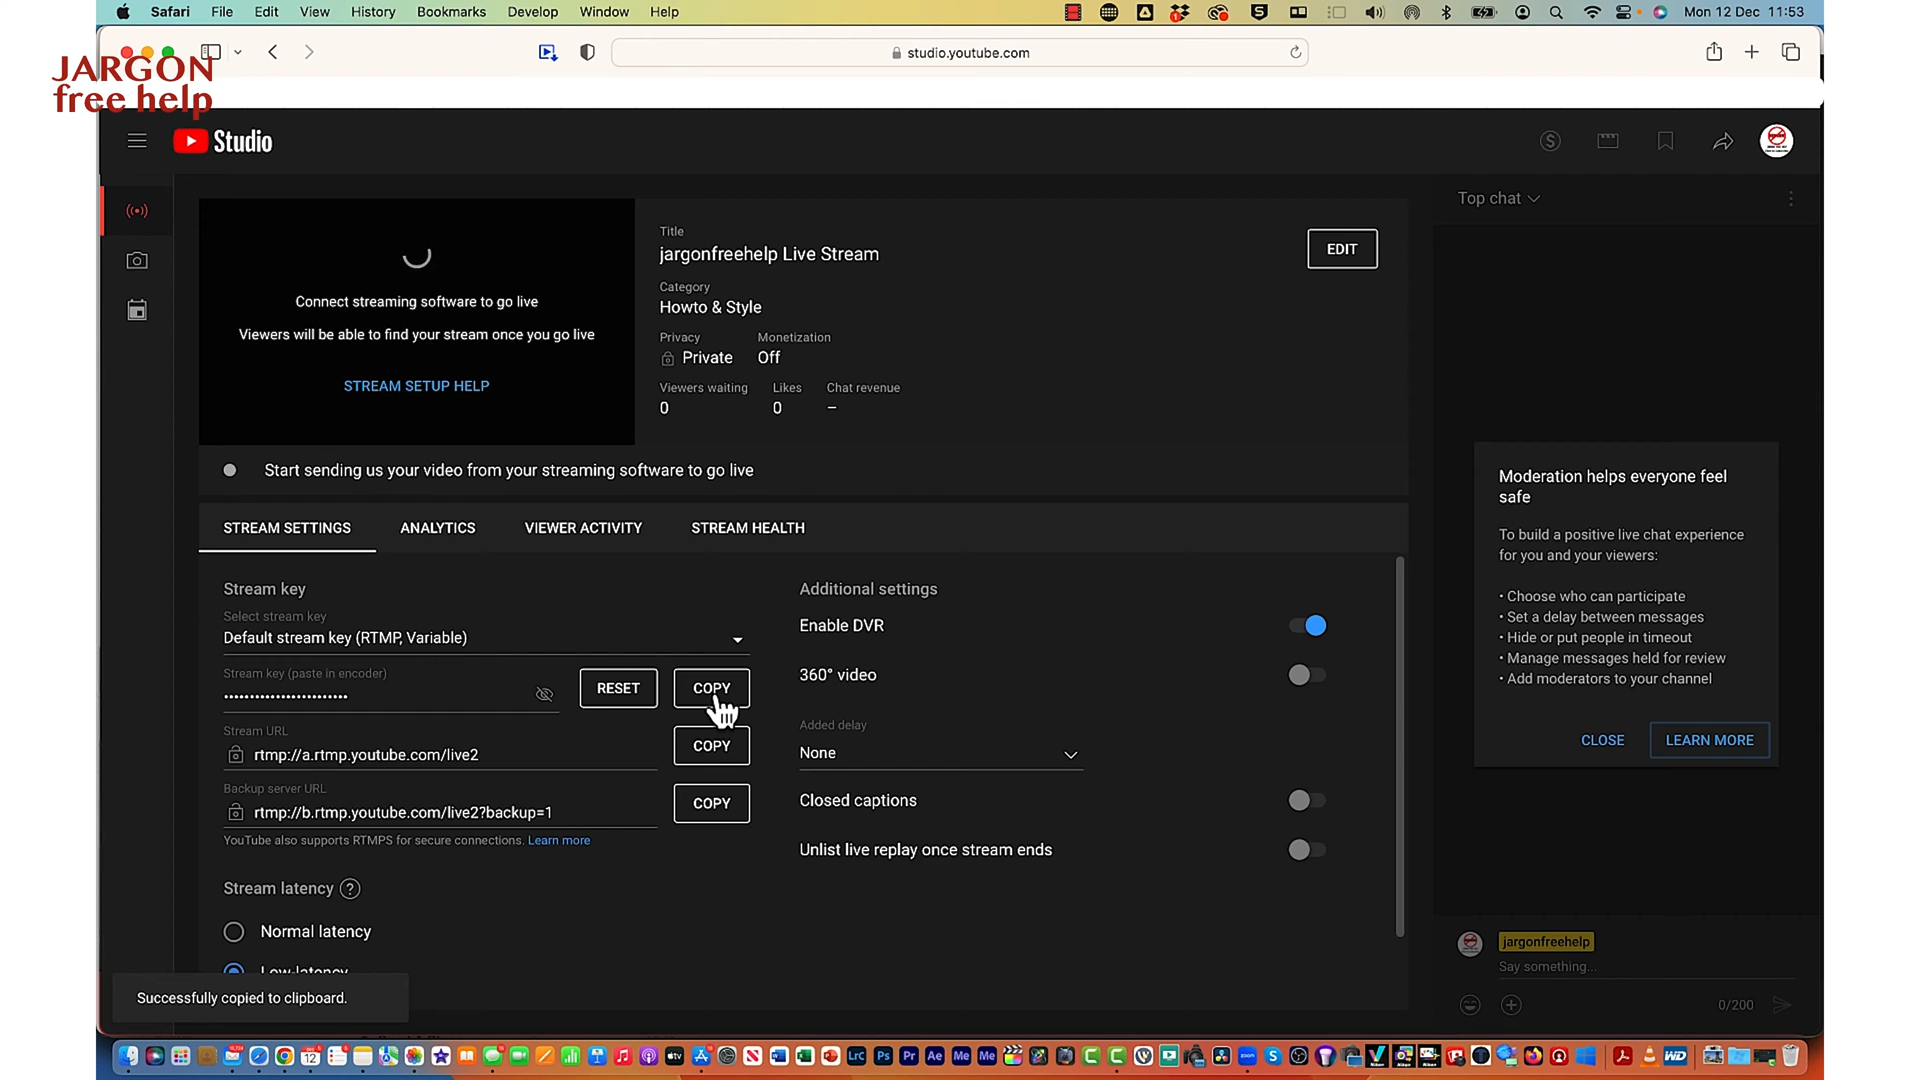 Safari File Edit View History Bookmarks Develop Window Help Mon 12 Dec 11:53
JARGON
free help
studio.youtube.com
Studio
Connect streaming software to go live
Viewers will be able to find your stream once you go live
STREAM SETUP HELP
Title
jargonfreehelp Live Stream
EDIT
Category
Howto & Style
Privacy Monetization
Private Off
Viewers waiting Likes Chat revenue
0 0 –
Top chat
Start sending us your video from your streaming software to go live
STREAM SETTINGS ANALYTICS VIEWER ACTIVITY STREAM HEALTH
Stream key
Select stream key
Default stream key (RTMP, Variable)
Stream key (paste in encoder)
••••••••••••••••••••••••
RESET COPY
Stream URL
rtmp://a.rtmp.youtube.com/live2
COPY
Backup server URL
rtmp://b.rtmp.youtube.com/live2?backup=1
COPY
YouTube also supports RTMPS for secure connections. Learn more
Stream latency
Normal latency
Low-latency
Successfully copied to clipboard.
Additional settings
Enable DVR
360° video
Added delay
None
Closed captions
Unlist live replay once stream ends
Moderation helps everyone feel
safe
To build a positive live chat experience
for you and your viewers:
• Choose who can participate
• Set a delay between messages
• Hide or put people in timeout
• Manage messages held for review
• Add moderators to your channel
CLOSE LEARN MORE
jargonfreehelp
Say something...
0/200